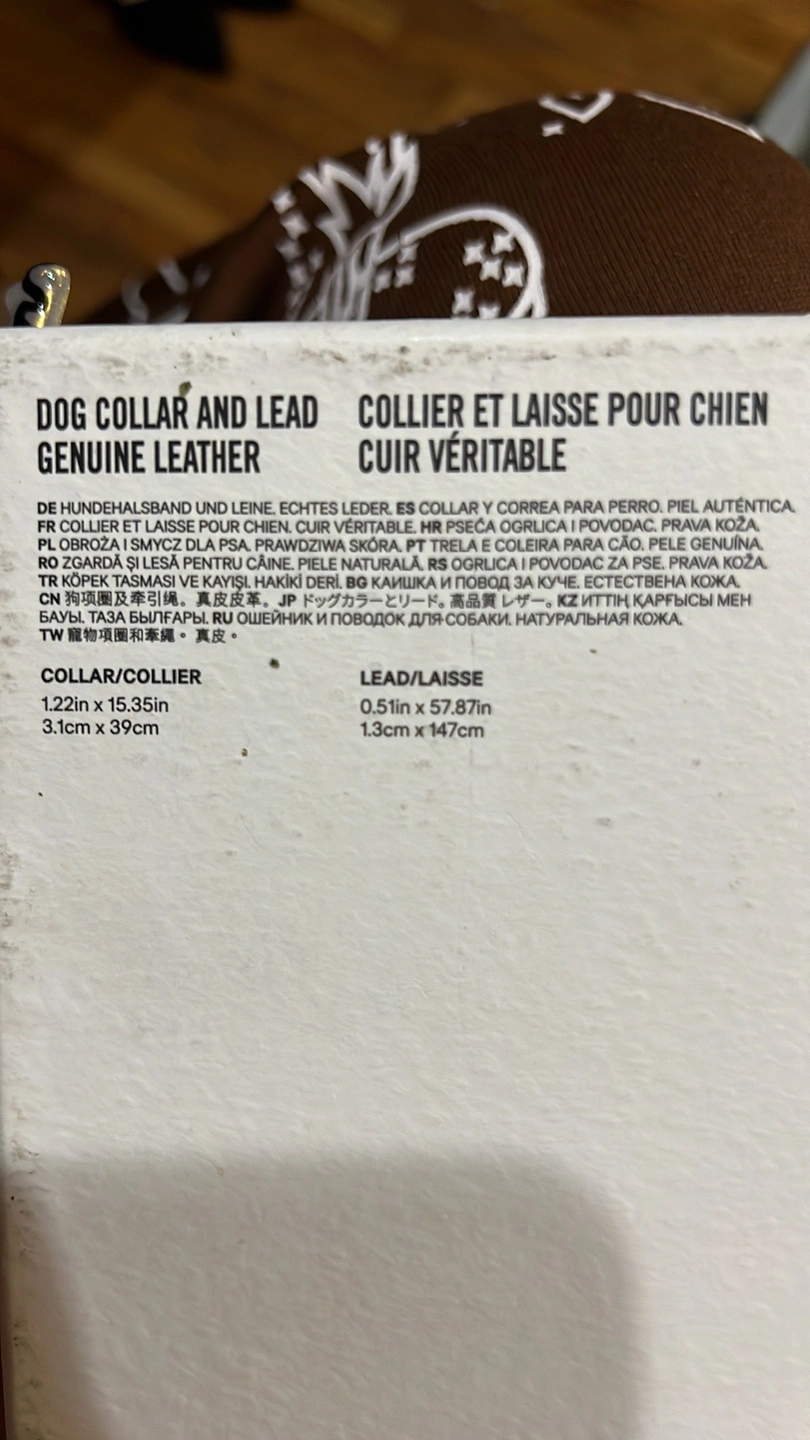 DOG COLLAR AND LEAD
GENUINE LEATHER
COLLIER ET LAISSE POUR CHIEN
CUIR VÉRITABLE
DE HUNDEHALSBAND UND LEINE. ECHTES LEDER. ES COLLAR Y CORREA PARA PERRO. PIEL AUTÉNTICA.
FR COLLIER ET LAISSE POUR CHIEN. CUIR VÉRITABLE. HR PSEĆA OGRLICA I POVODAC. PRAVA KOŽA.
PL OBROŻA I SMYCZ DLA PSA. PRAWDZIWA SKÓRA. PT TRELA E COLEIRA PARA CÃO. PELE GENUÍNA.
RO ZGARDĂ ȘI LESĂ PENTRU CÂINE. PIELE NATURALĂ. RS OGRLICA I POVODAC ZA PSE. PRAVA KOŽA.
TR KÖPEK TASMASI VE KAYIŞI. HAKİKİ DERİ. BG КАИШКА И ПОВОД ЗА КУЧЕ. ЕСТЕСТВЕНА КОЖА.
CN 狗项圈及牵引绳。真皮皮革。JP ドッグカラーとリード。高品質 レザー。KZ ИТТІҢ ҚАРҒЫСЫ МЕН
БАУЫ. ТАЗА БЫЛҒАРЫ. RU ОШЕЙНИК И ПОВОДОК ДЛЯ СОБАКИ. НАТУРАЛЬНАЯ КОЖА.
TW 寵物項圈和牽繩。真皮。
COLLAR/COLLIER
1.22in x 15.35in
3.1cm x 39cm
LEAD/LAISSE
0.51in x 57.87in
1.3cm x 147cm